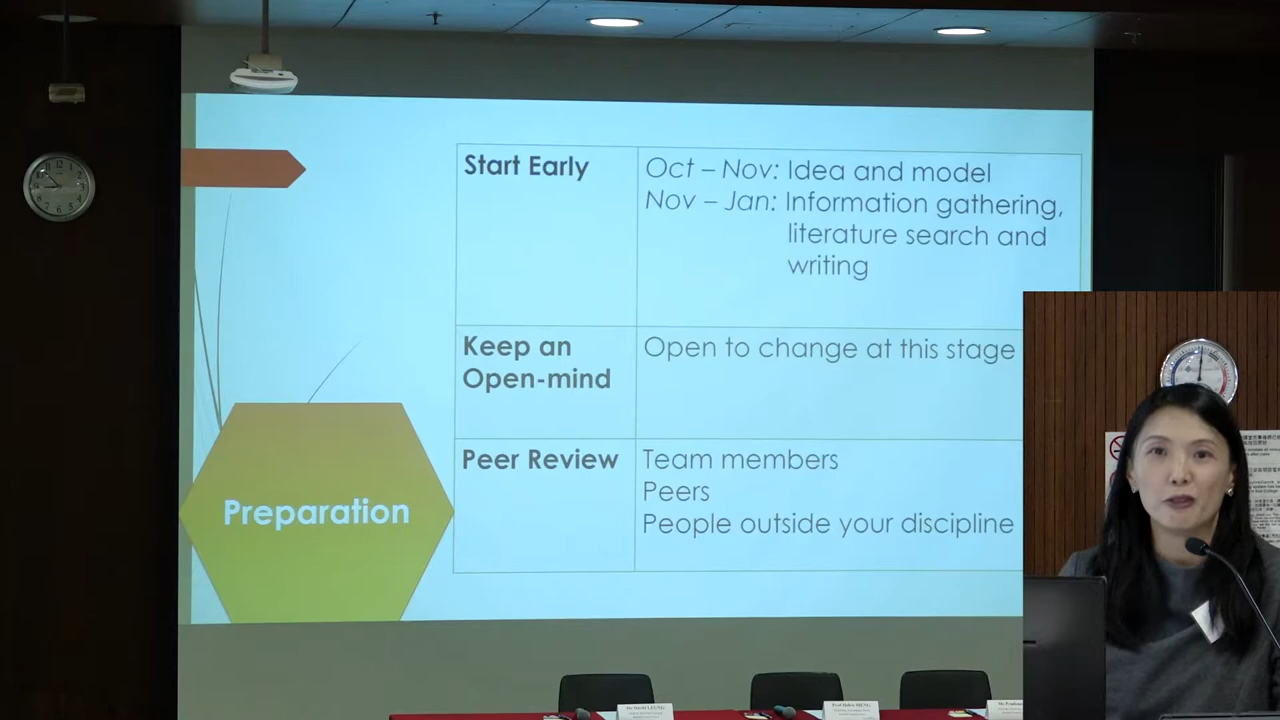 Start Early
Oct – Nov: Idea and model
Nov – Jan: Information gathering,
literature search and
writing
Keep an
Open-mind
Open to change at this stage
Peer Review
Team members
Peers
People outside your discipline
Preparation